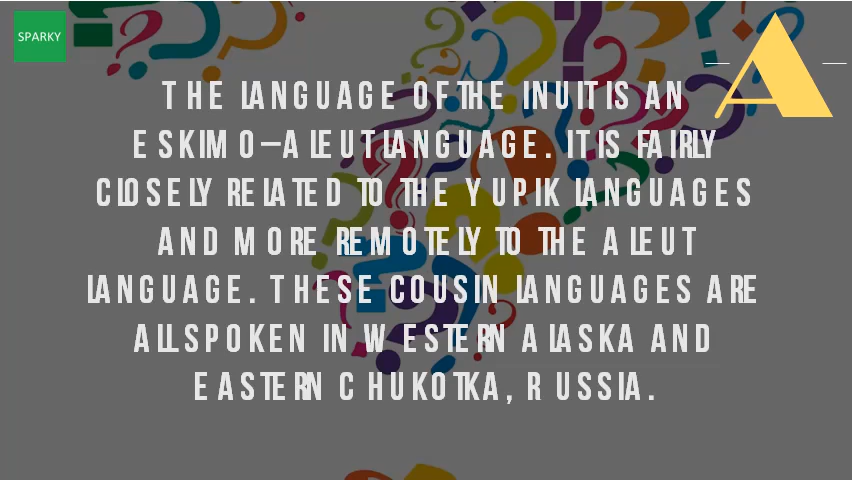 SPARKY
A
THE LANGUAGE OF THE INUIT IS AN
ESKIMO–ALEUT LANGUAGE. IT IS FAIRLY
CLOSELY RELATED TO THE YUPIK LANGUAGES
AND MORE REMOTELY TO THE ALEUT
LANGUAGE. THESE COUSIN LANGUAGES ARE
ALL SPOKEN IN WESTERN ALASKA AND
EASTERN CHUKOTKA, RUSSIA.